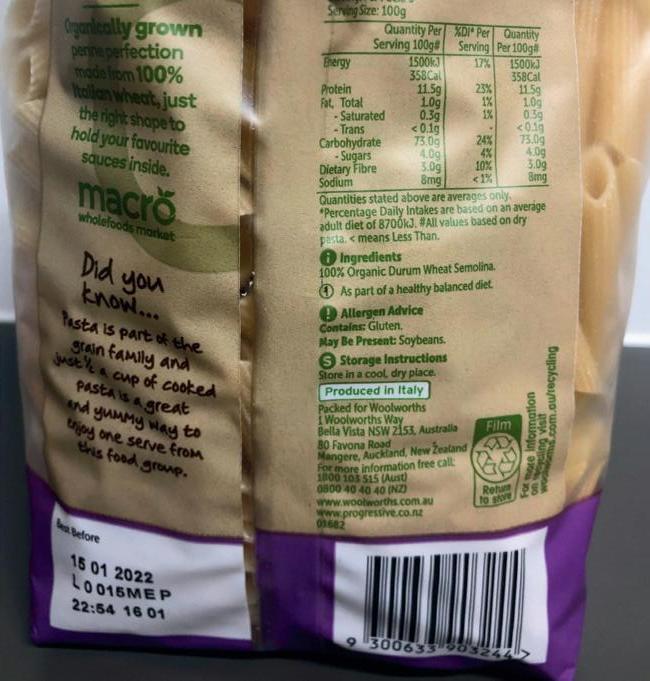 Organically grown
penne perfection
made from 100%
Italian wheat, just
the right shape to
hold your favourite
sauces inside.
macro
wholefoods market
Did you
know...
Pasta is part of the
grain family and
just ½ a cup of cooked
pasta is a great
and yummy way to
enjoy one serve from
this food group.
Best Before
15 01 2022
L0015MEP
22:54 16 01
Serving Size: 100g
Quantity Per %DI* Per Quantity
Serving 100g# Serving Per 100g#
Energy 1500kJ 17% 1500kJ
358Cal 358Cal
Protein 11.5g 23% 11.5g
Fat, Total 1.0g 1% 1.0g
- Saturated 0.3g 1% 0.3g
- Trans <0.1g - <0.1g
Carbohydrate 73.0g 24% 73.0g
- Sugars 4.0g 4% 4.0g
Dietary Fibre 3.0g 10% 3.0g
Sodium 8mg <1% 8mg
Quantities stated above are averages only.
*Percentage Daily Intakes are based on an average
adult diet of 8700kJ. #All values based on dry
pasta. < means Less Than.
i Ingredients
100% Organic Durum Wheat Semolina.
As part of a healthy balanced diet.
! Allergen Advice
Contains: Gluten.
May Be Present: Soybeans.
S Storage Instructions
Store in a cool, dry place.
Produced in Italy
Packed for Woolworths
1 Woolworths Way
Bella Vista NSW 2153, Australia
80 Favona Road
Mangere, Auckland, New Zealand
For more information free call:
1800 103 515 (Aust)
0800 40 40 40 (NZ)
www.woolworths.com.au
www.progressive.co.nz
01682
Film
Return
to store
For more information
on recycling visit
woolworths.com.au/recycling
9 300633 903244 >